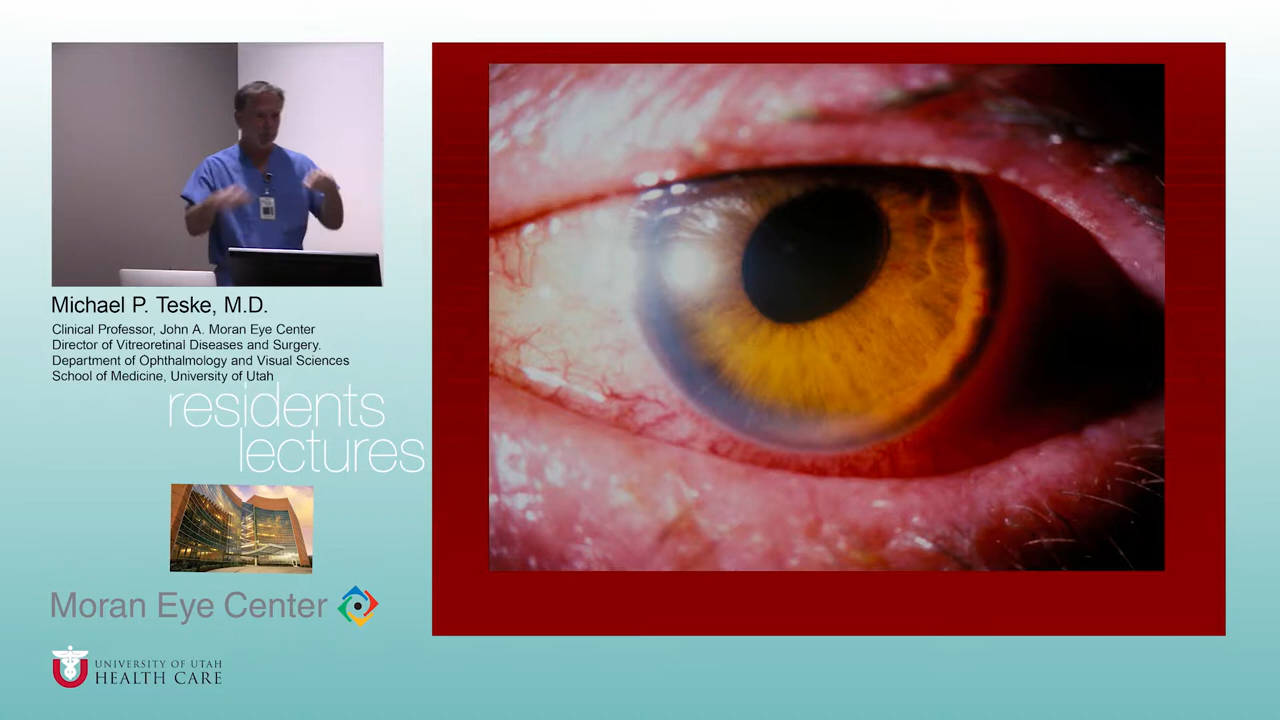 Michael P. Teske, M.D.
Clinical Professor, John A. Moran Eye Center
Director of Vitreoretinal Diseases and Surgery.
Department of Ophthalmology and Visual Sciences
School of Medicine, University of Utah
residents
lectures
Moran Eye Center
UNIVERSITY OF UTAH
HEALTH CARE